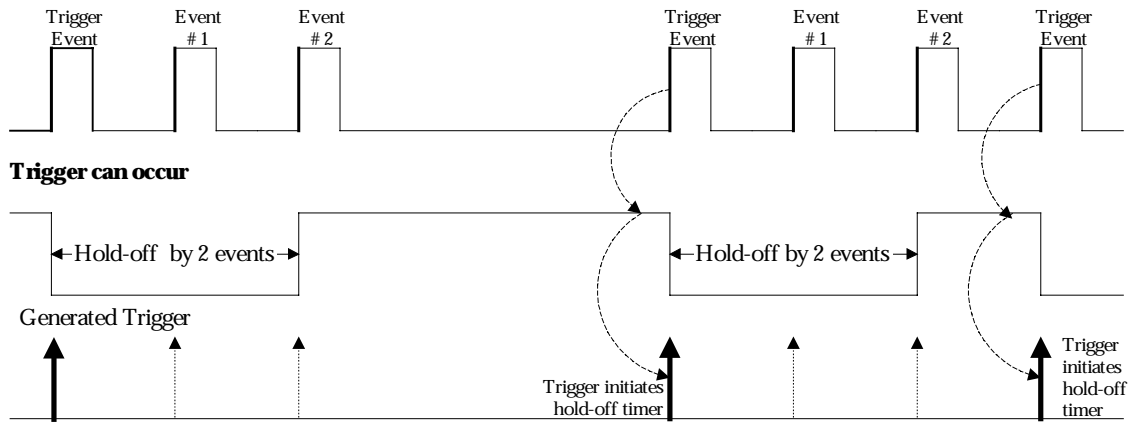 Trigger Event
Event #1
Event #2
Trigger Event
Event #1
Event #2
Trigger Event
Trigger can occur
Hold-off by 2 events
Hold-off by 2 events
Generated Trigger
Trigger initiates
hold-off timer
Trigger
initiates
hold-off
timer